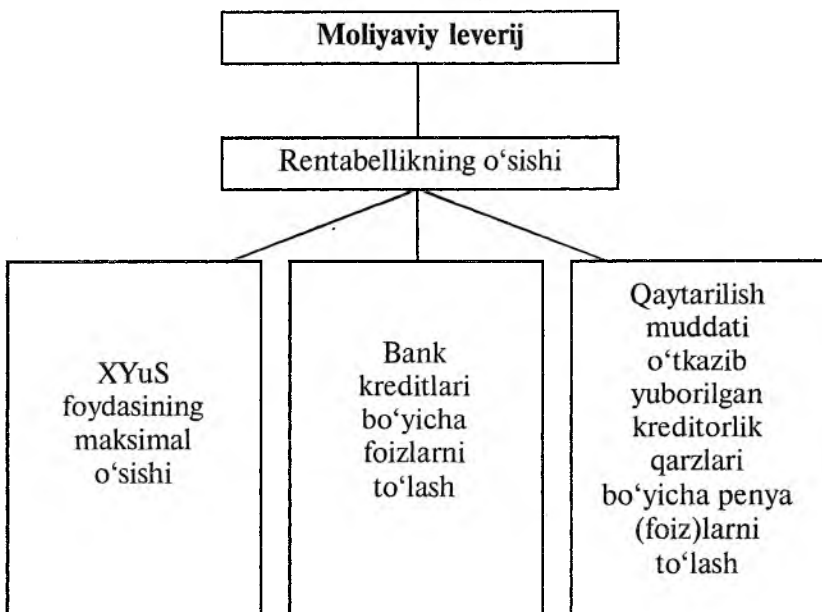 Moliyaviy leverij
Rentabellikning o‘sishi
XYuS
foydasining
maksimal
o‘sishi
Bank
kreditlari
bo‘yicha
foizlarni
to‘lash
Qaytarilish
muddati
o‘tkazib
yuborilgan
kreditorlik
qarzlari
bo‘yicha penya
(foiz)larni
to‘lash